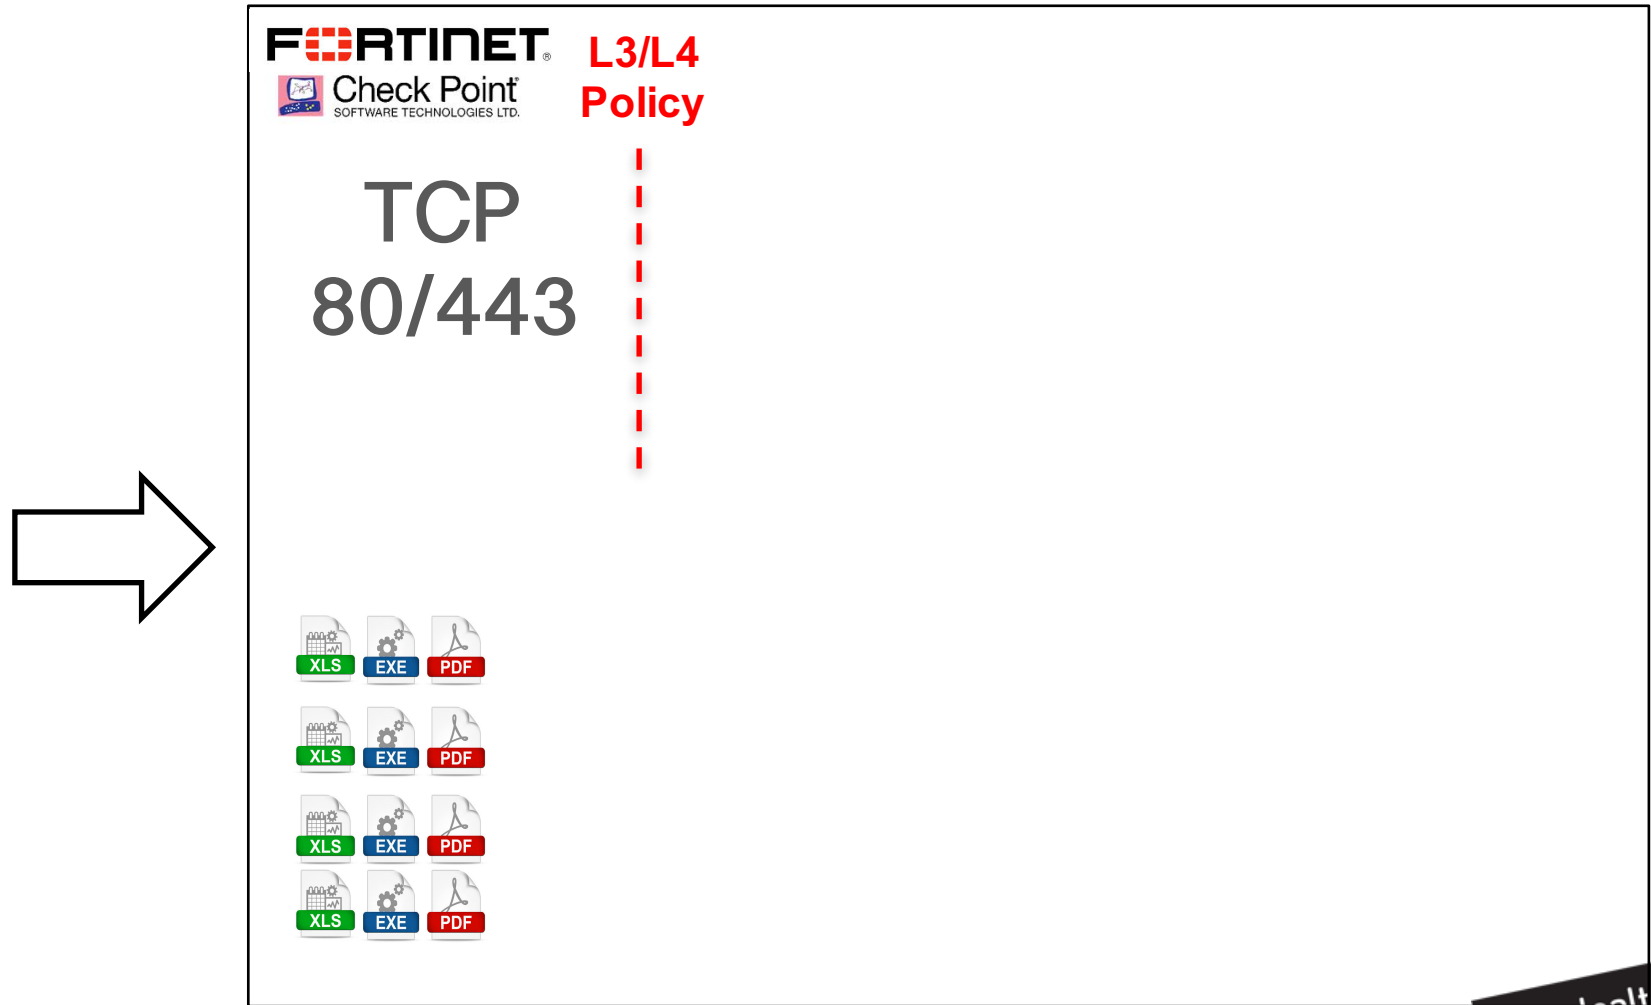 FORTINET®
Check Point
SOFTWARE TECHNOLOGIES LTD.
L3/L4
Policy
TCP
80/443
XLS EXE PDF
XLS EXE PDF
XLS EXE PDF
XLS EXE PDF